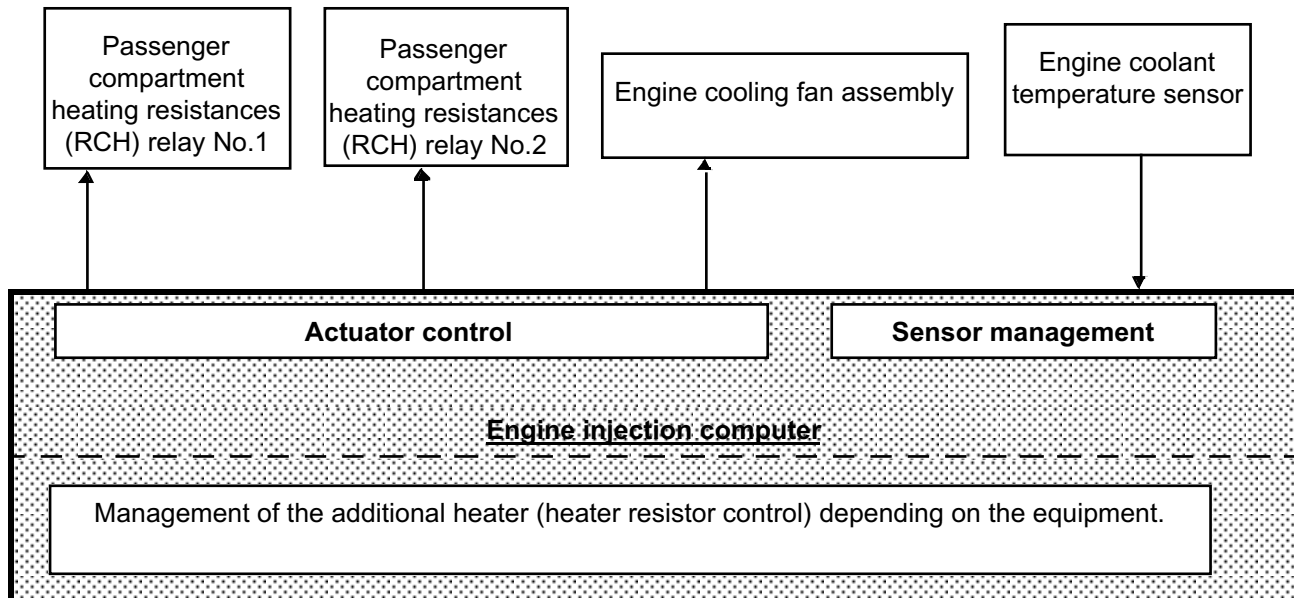 Passenger
compartment
heating resistances
(RCH) relay No.1
Passenger
compartment
heating resistances
(RCH) relay No.2
Engine cooling fan assembly
Engine coolant
temperature sensor
Actuator control
Sensor management
Engine injection computer
Management of the additional heater (heater resistor control) depending on the equipment.